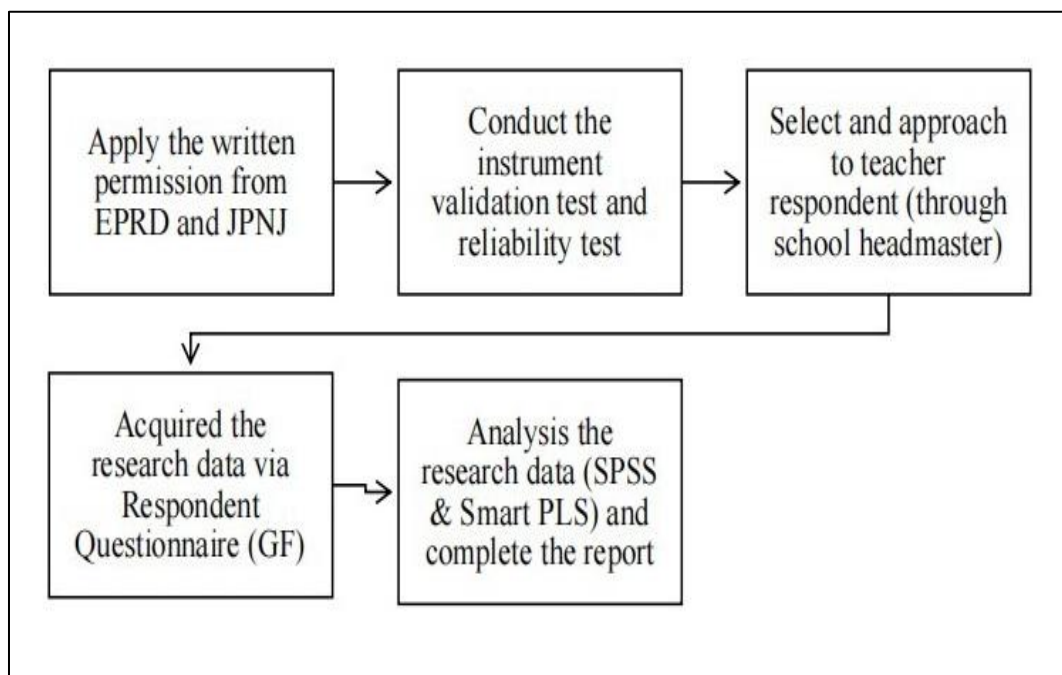 Apply the written
permission from
EPRD and JPNJ
Conduct the
instrument
validation test and
reliability test
Select and approach
to teacher
respondent (through
school headmaster)
Acquired the
research data via
Respondent
Questionnaire (GF)
Analysis the
research data (SPSS
& Smart PLS) and
complete the report